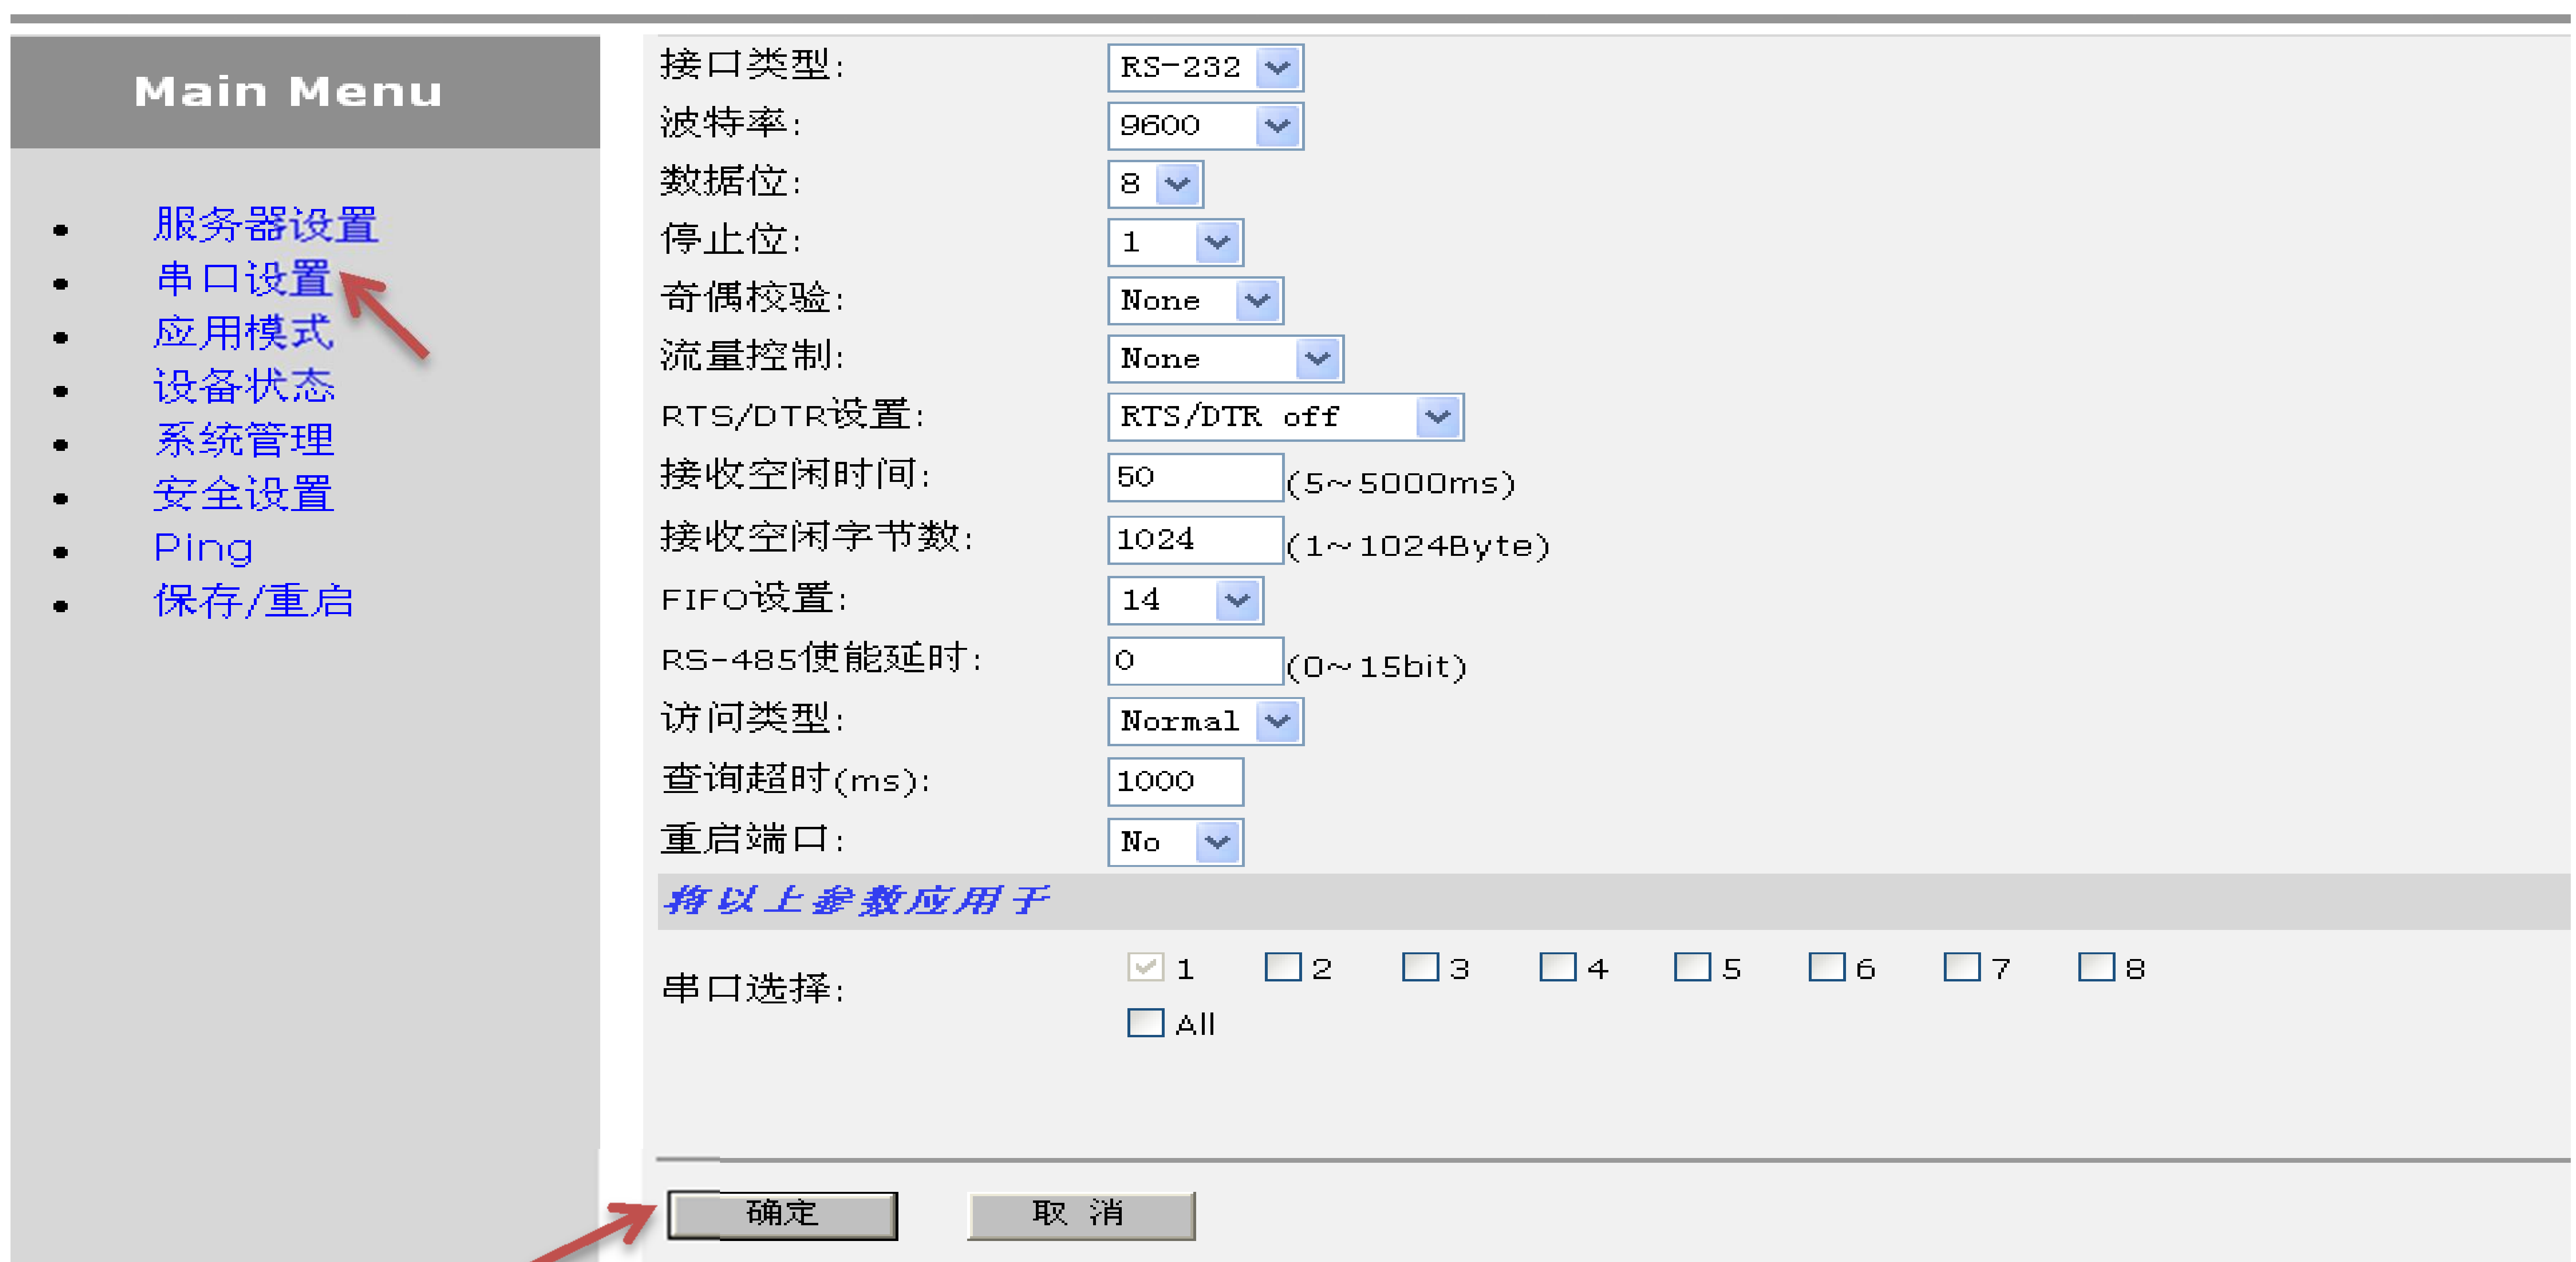 Main Menu
服务器设置
串口设置
应用模式
设备状态
系统管理
安全设置
Ping
保存/重启
接口类型: RS-232
波特率: 9600
数据位: 8
停止位: 1
奇偶校验: None
流量控制: None
RTS/DTR设置: RTS/DTR off
接收空闲时间: 50 (5~5000ms)
接收空闲字节数: 1024 (1~1024Byte)
FIFO设置: 14
RS-485使能延时: 0 (0~15bit)
访问类型: Normal
查询超时(ms): 1000
重启端口: No
将以上参数应用于
串口选择: 1 2 3 4 5 6 7 8
All
确定 取 消